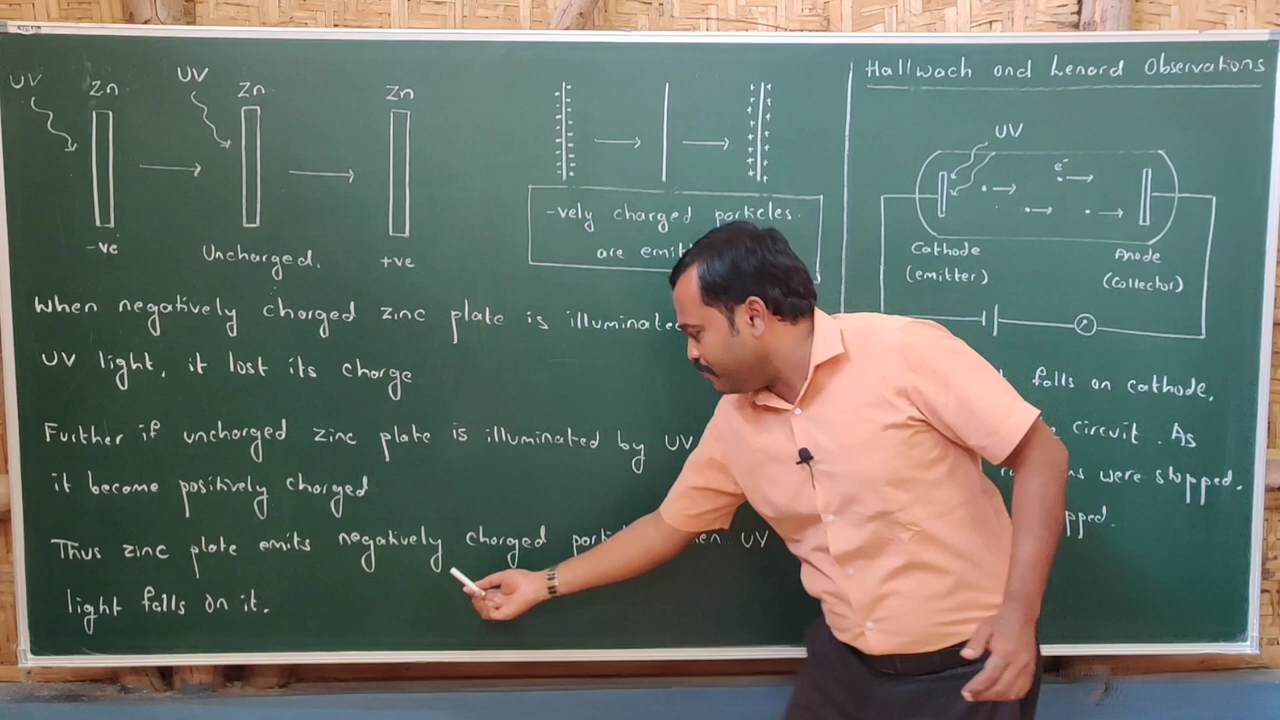 UV
Zn
UV
Zn
Zn
-ve
Uncharged.
+ve
-vely charged particles.
are
When negatively charged zinc plate is illuminated
UV light, it lost its charge
Further if uncharged zinc plate is illuminated by UV
it become positively charged
Thus zinc plate emits negatively charged UV
light falls on it.
Hallwach and Lenard Observations
UV
e-
Cathode
(emitter)
Anode
(Collector)
falls on cathode,
circuit. As
were stopped.